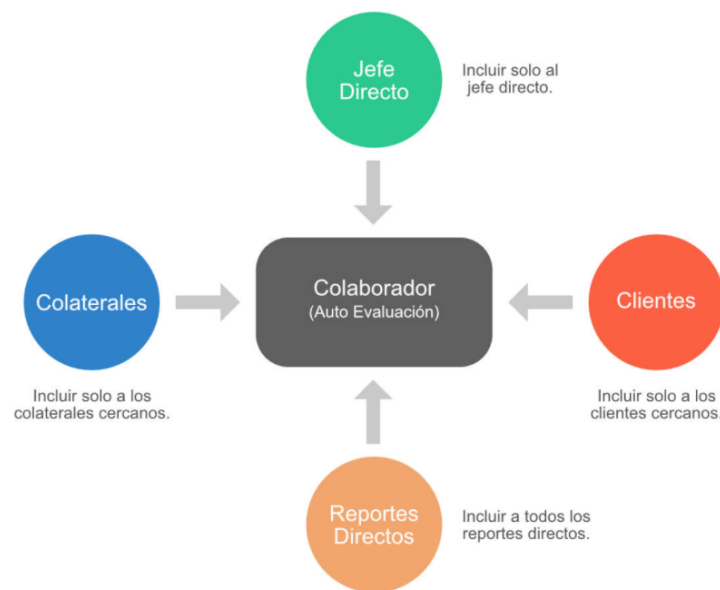 Jefe
Directo
Incluir solo al
jefe directo.
Colaterales
Colaborador
(Auto Evaluación)
Clientes
Incluir solo a los
colaterales cercanos.
Incluir solo a los
clientes cercanos.
Reportes
Directos
Incluir a todos los
reportes directos.